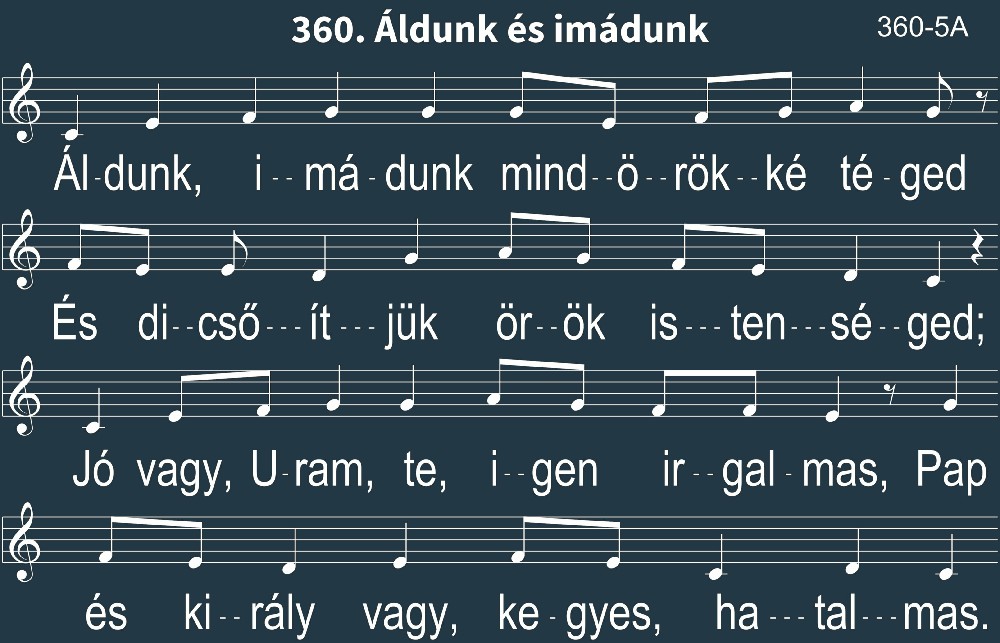 360. Áldunk és imádunk
360-5A
Ál-dunk, i--má-dunk mind--ö--rök--ké té-ged
És di--cső---ít---jük ör--ök is---ten---sé--ged;
Jó vagy, U-ram, te, i--gen ir--gal-mas, Pap
és ki--rály vagy, ke-gyes, ha---tal---mas.